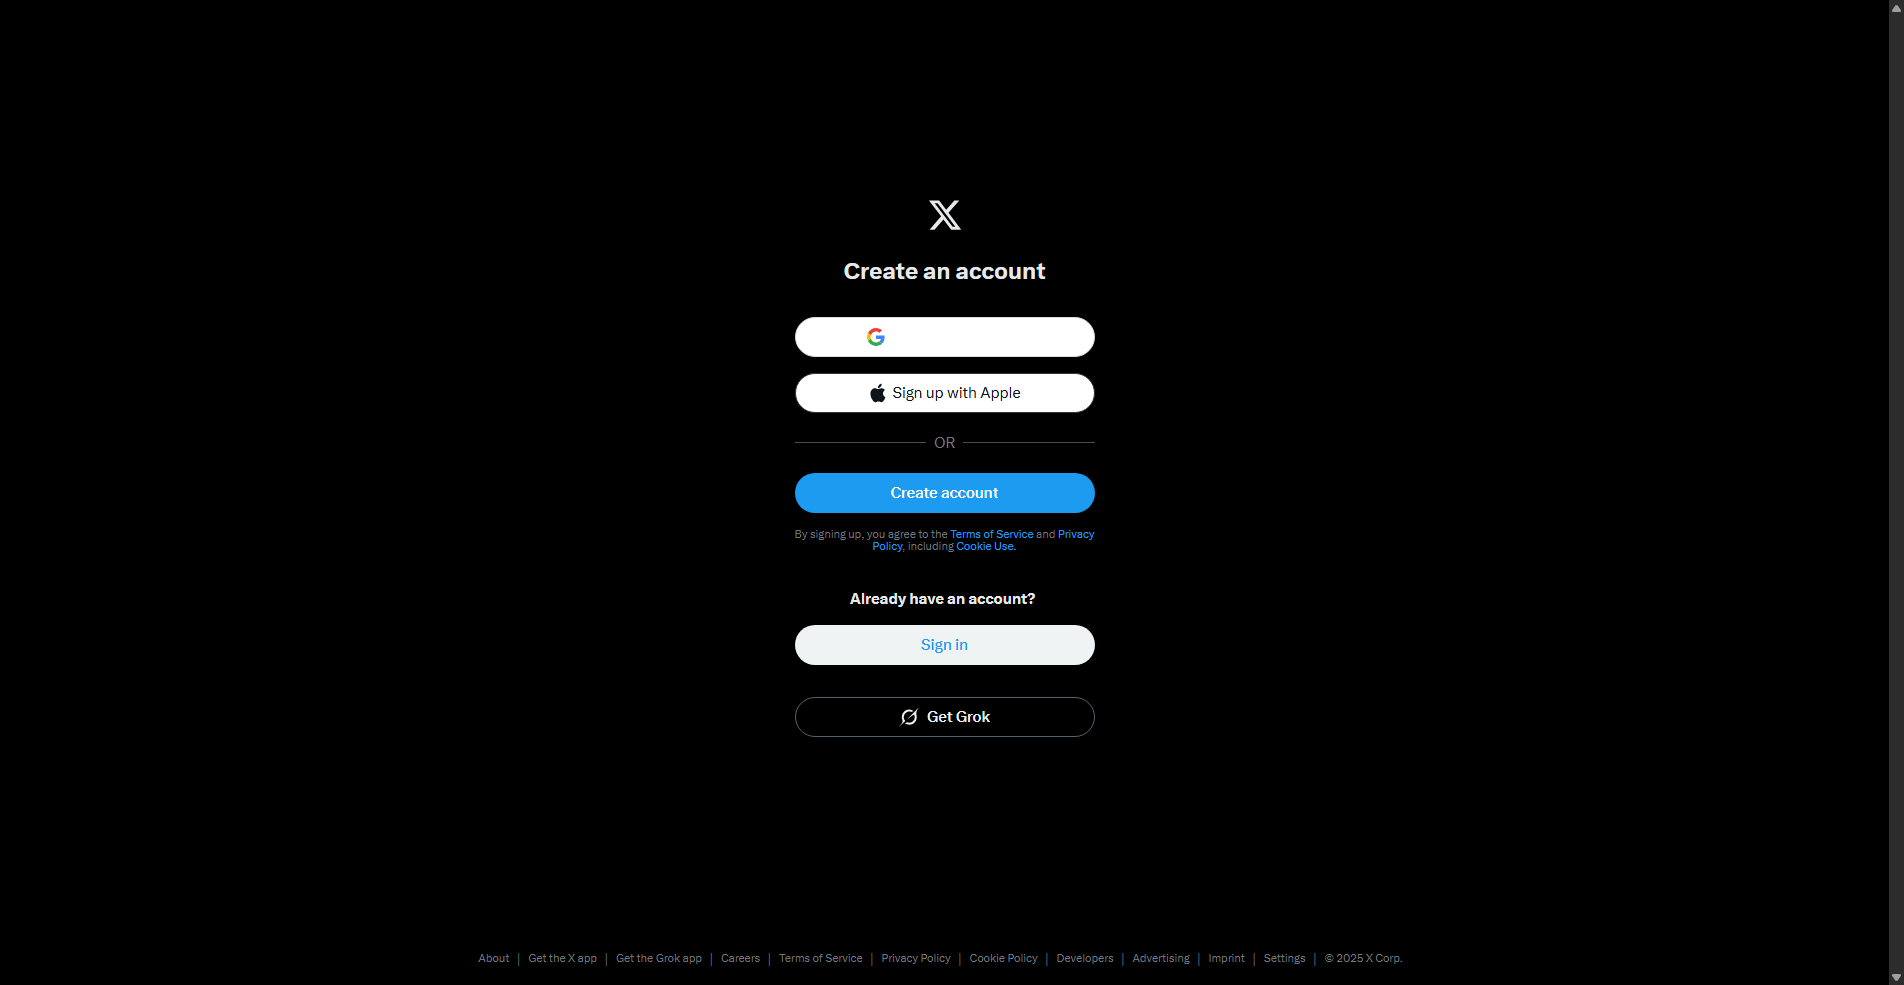 Create an account
Sign up with Apple
OR
Create account
By signing up, you agree to the Terms of Service and Privacy
Policy, including Cookie Use.
Already have an account?
Sign in
Get Grok
About | Get the X app | Get the Grok app | Careers | Terms of Service | Privacy Policy | Cookie Policy | Developers | Advertising | Imprint | Settings | © 2025 X Corp.